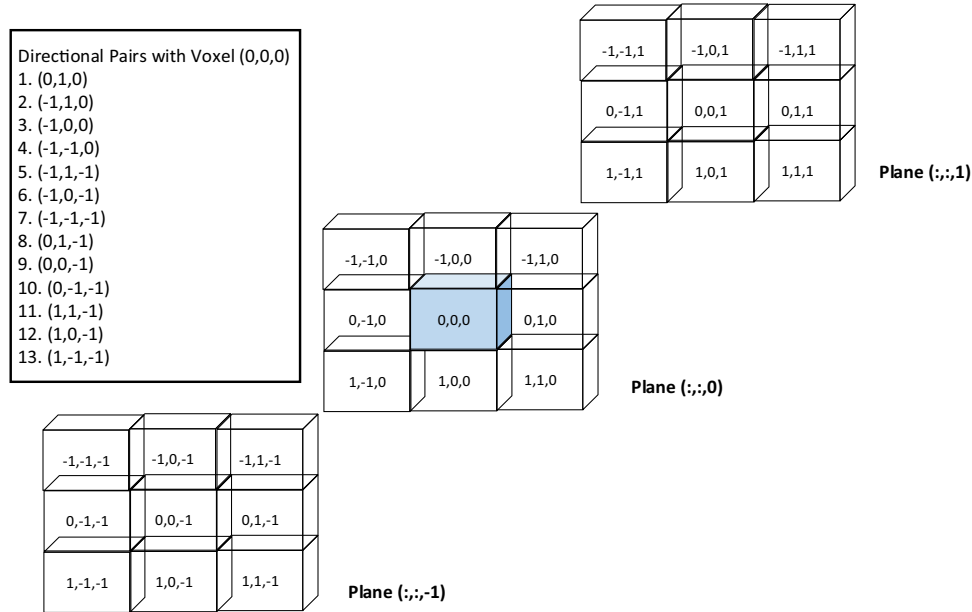 Directional Pairs with Voxel (0,0,0)
1. (0,1,0)
2. (-1,1,0)
3. (-1,0,0)
4. (-1,-1,0)
5. (-1,1,-1)
6. (-1,0,-1)
7. (-1,-1,-1)
8. (0,1,-1)
9. (0,0,-1)
10. (0,-1,-1)
11. (1,1,-1)
12. (1,0,-1)
13. (1,-1,-1)
-1,-1,1 -1,0,1 -1,1,1
0,-1,1 0,0,1 0,1,1
1,-1,1 1,0,1 1,1,1
Plane (:,:,1)
-1,-1,0 -1,0,0 -1,1,0
0,-1,0 0,0,0 0,1,0
1,-1,0 1,0,0 1,1,0
Plane (:,:,0)
-1,-1,-1 -1,0,-1 -1,1,-1
0,-1,-1 0,0,-1 0,1,-1
1,-1,-1 1,0,-1 1,1,-1
Plane (:,:,-1)